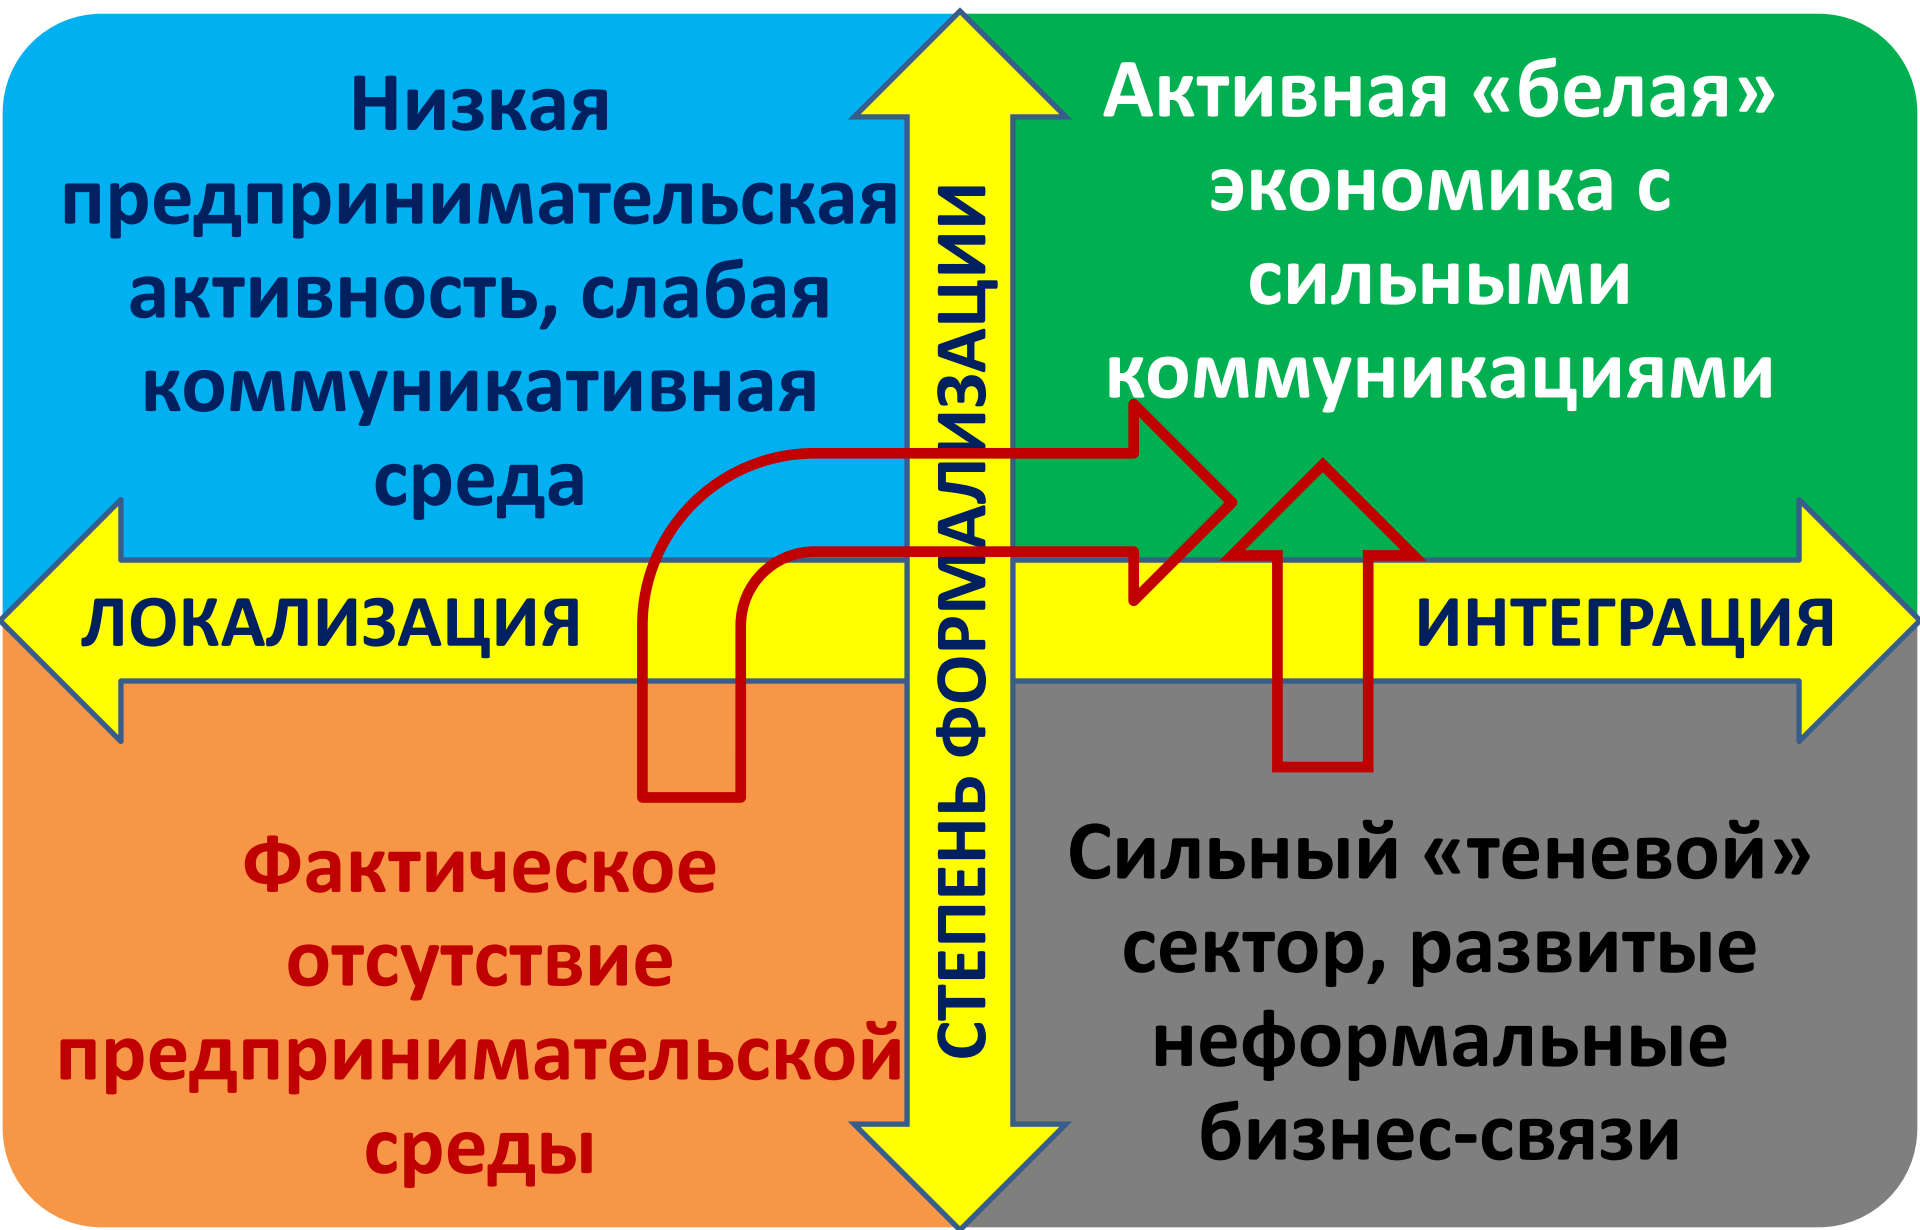 Низкая
предпринимательская
активность, слабая
коммуникативная
среда
Активная «белая»
экономика с
сильными
коммуникациями
СТЕПЕНЬ ФОРМАЛИЗАЦИИ
ЛОКАЛИЗАЦИЯ
ИНТЕГРАЦИЯ
Фактическое
отсутствие
предпринимательской
среды
Сильный «теневой»
сектор, развитые
неформальные
бизнес-связи